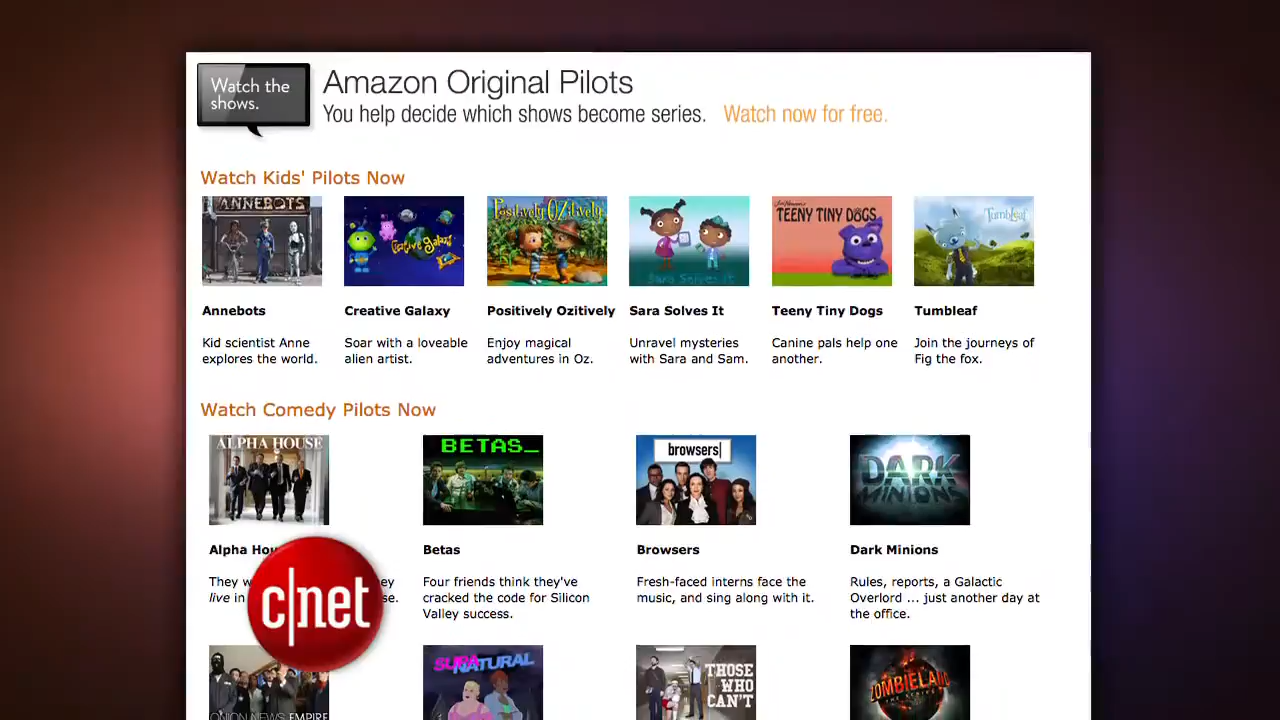 Watch the
shows.
Amazon Original Pilots
You help decide which shows become series. Watch now for free.
Watch Kids' Pilots Now
ANNEBOTS
Creative Galaxy
Positively OZitively
Sara Solves It
TEENY TINY DOGS
Tumbleaf
Annebots
Creative Galaxy
Positively Ozitively
Sara Solves It
Teeny Tiny Dogs
Tumbleaf
Kid scientist Anne
explores the world.
Soar with a loveable
alien artist.
Enjoy magical
adventures in Oz.
Unravel mysteries
with Sara and Sam.
Canine pals help one
another.
Join the journeys of
Fig the fox.
Watch Comedy Pilots Now
ALPHA HOUSE
BETAS_
browsers|
DARK
MINIONS
Alpha
Betas
Browsers
Dark Minions
They
live in
Four friends think they've
cracked the code for Silicon
Valley success.
Fresh-faced interns face the
music, and sing along with it.
Rules, reports, a Galactic
Overlord ... just another day at
the office.
c|net
ONION NEWS EMPIRE
SUPANATURAL
THOSE
WHO
CAN'T
ZOMBIELAND